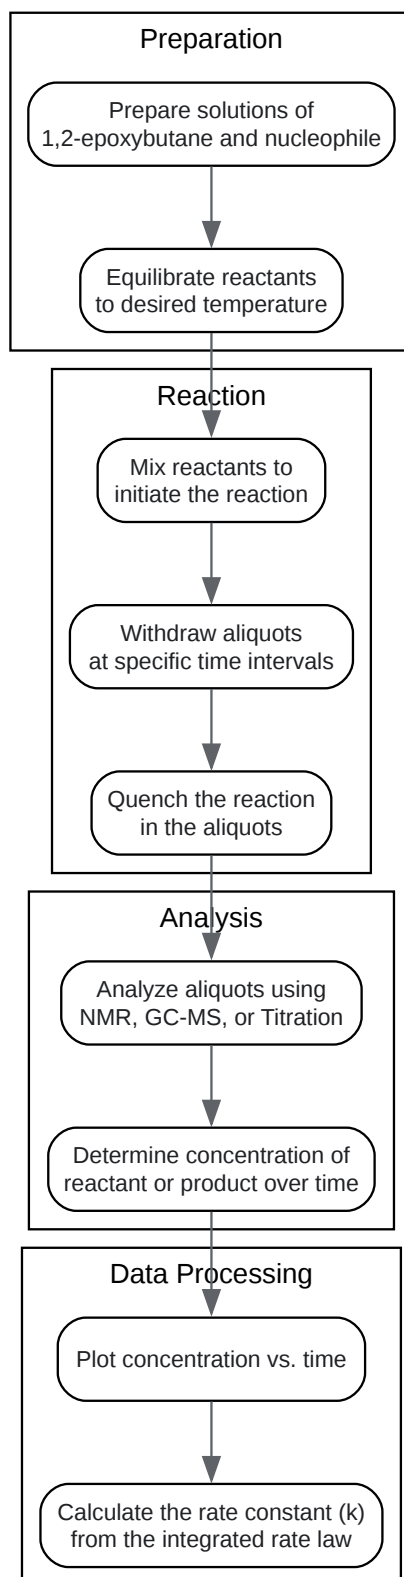 Preparation
Prepare solutions of
1,2-epoxybutane and nucleophile
Equilibrate reactants
to desired temperature
Reaction
Mix reactants to
initiate the reaction
Withdraw aliquots
at specific time intervals
Quench the reaction
in the aliquots
Analysis
Analyze aliquots using
NMR, GC-MS, or Titration
Determine concentration of
reactant or product over time
Data Processing
Plot concentration vs. time
Calculate the rate constant (k)
from the integrated rate law